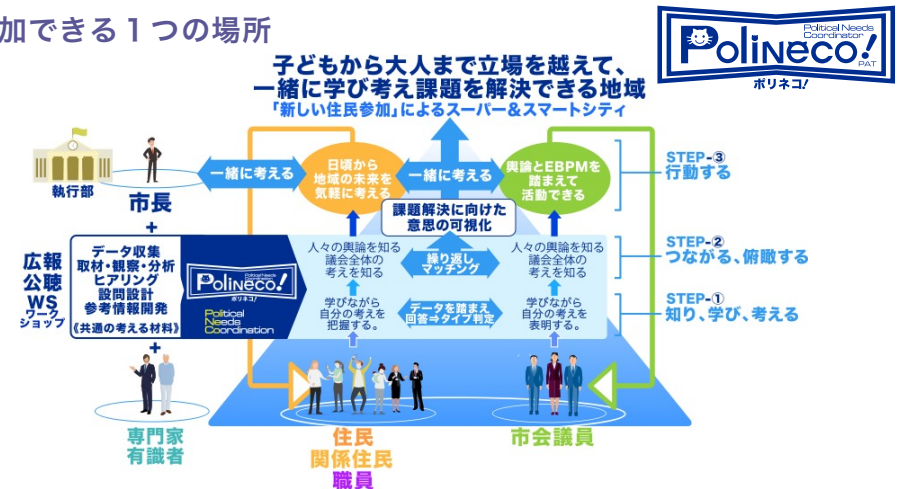 加できる１つの場所
Political Needs
Coordinator
Polineco!
PAT
ポリネコ!
子どもから大人まで立場を越えて、
一緒に学び考え課題を解決できる地域
「新しい住民参加」によるスーパー＆スマートシティ
執行部
市長
一緒に考える
日頃から
地域の未来を
気軽に考える
一緒に考える
輿論とEBPMを
踏まえて
活動できる
STEP-③
行動する
課題解決に向けた
意思の可視化
+
広報
公聴
WS
ワーク
ショップ
データ収集
取材・観察・分析
ヒアリング
設問設計
参考情報開発
《共通の考える材料》
Political Needs
Coordination
Polineco!
ポリネコ!
Political
Needs
Coordination
人々の輿論を知る
議会全体の
考えを知る
繰り返し
マッチング
人々の輿論を知る
議会全体の
考えを知る
STEP-②
つながる、俯瞰する
学びながら
自分の考えを
把握する。
データを踏まえ
回答⇒タイプ判定
学びながら
自分の考えを
表明する。
STEP-①
知り、学び、考える
+
専門家
有識者
住民
関係住民
職員
市会議員